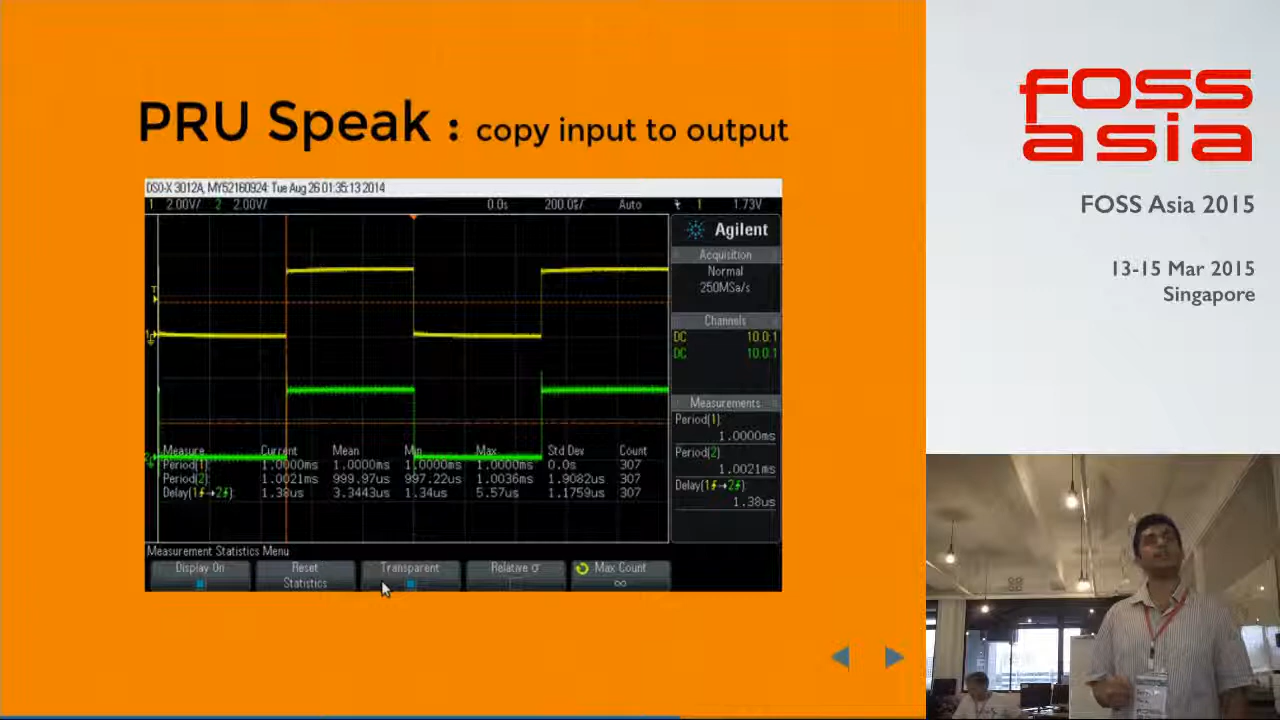 PRU Speak : copy input to output
DSO-X 3012A, MY52160924: Tue Aug 26 01:35:13 2014
1 2.00V/ 2 2.00V/ 0.0s 200.0µs/ Auto 1 1.73V
Agilent
Acquisition
Normal
250MSa/s
Channels
DC 10.0:1
DC 10.0:1
Measurements
Period(1):
1.0000ms
Period(2):
1.0021ms
Delay(1→2):
1.38us
Measure Current Mean Min Max Std Dev Count
Period(1): 1.0000ms 1.0000ms 1.0000ms 1.0000ms 0.0s 307
Period(2): 1.0021ms 999.97us 997.22us 1.0036ms 1.9082us 307
Delay(1→2): 1.38us 3.3443us 1.34us 5.57us 1.1759us 307
Measurement Statistics Menu
Display On
Reset
Statistics
Transparent
Relative σ
Max Count
∞
FOSS
asia
FOSS Asia 2015
13-15 Mar 2015
Singapore